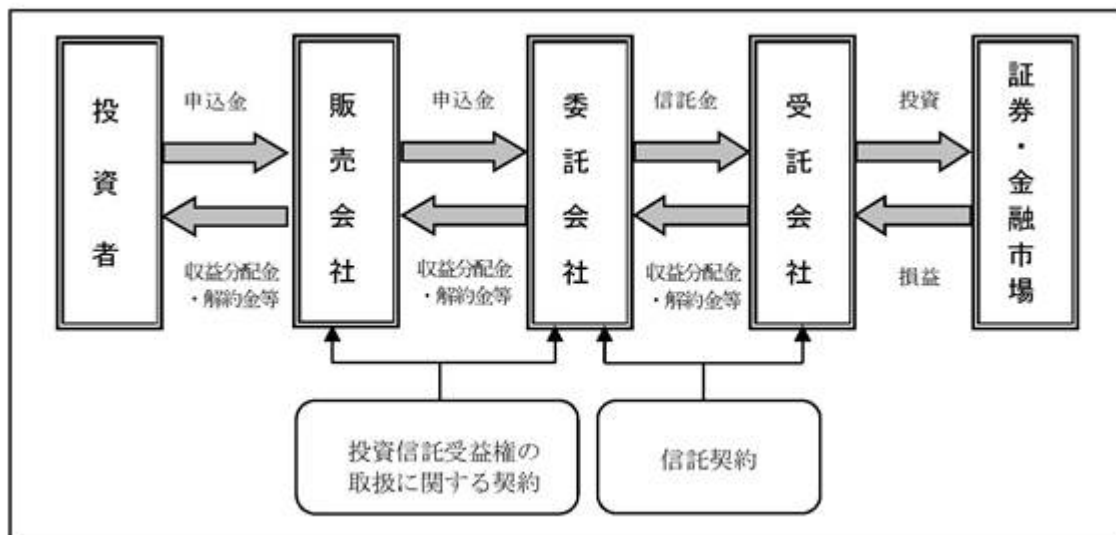 投資者
申込金
収益分配金
・解約金等
販売会社
申込金
収益分配金
・解約金等
委託会社
信託金
収益分配金
・解約金等
受託会社
投資
損益
証券・金融市場
投資信託受益権の
取扱に関する契約
信託契約